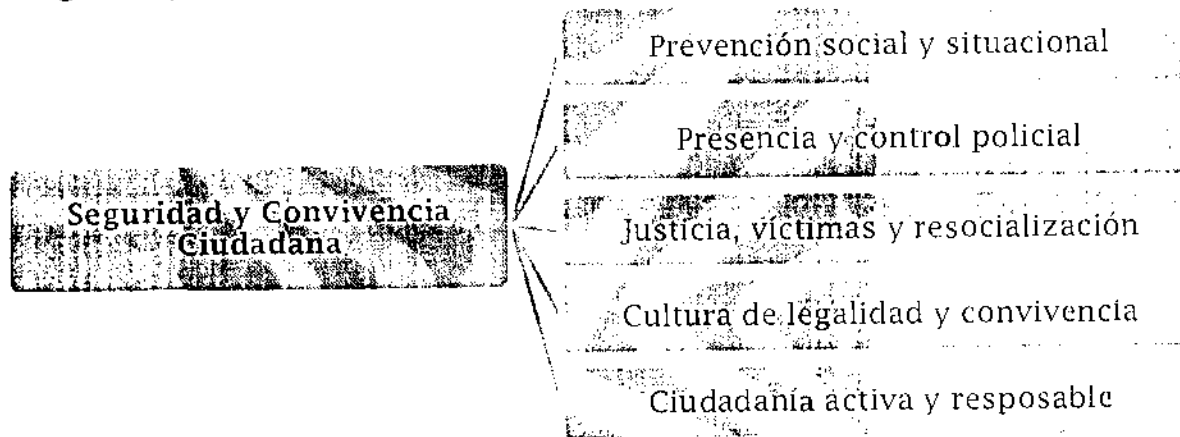 Prevención social y situacional
Presencia y control policial
Seguridad y Convivencia
Ciudadana
Justicia, víctimas y resocialización
Cultura de legalidad y convivencia
Ciudadanía activa y resposable